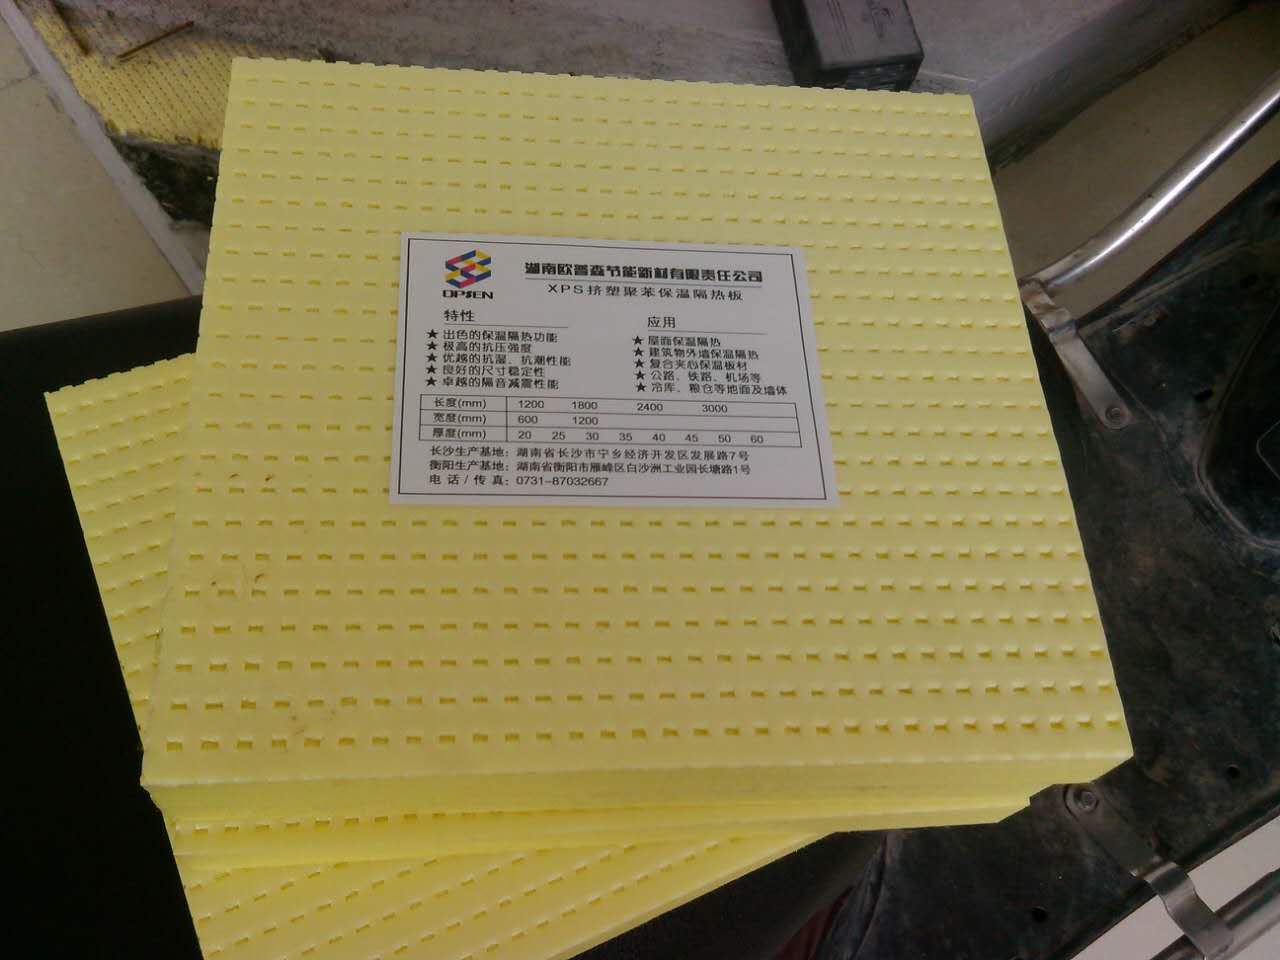 OPSEN
湖南欧普森节能新材有限责任公司
XPS挤塑聚苯保温隔热板
特性
★ 出色的保温隔热功能
★ 极高的抗压强度
★ 优越的抗湿、抗潮性能
★ 良好的尺寸稳定性
★ 卓越的隔音减震性能
应用
★ 屋面保温隔热
★ 建筑物外墙保温隔热
★ 复合夹心保温板材
★ 公路、铁路、机场等
★ 冷库、粮仓等地面及墙体
长度(mm) 1200 1800 2400 3000
宽度(mm) 600 1200
厚度(mm) 20 25 30 35 40 45 50 60
长沙生产基地：湖南省长沙市宁乡经济开发区发展路7号
衡阳生产基地：湖南省衡阳市雁峰区白沙洲工业园长塘路1号
电话/传真：0731-87032667